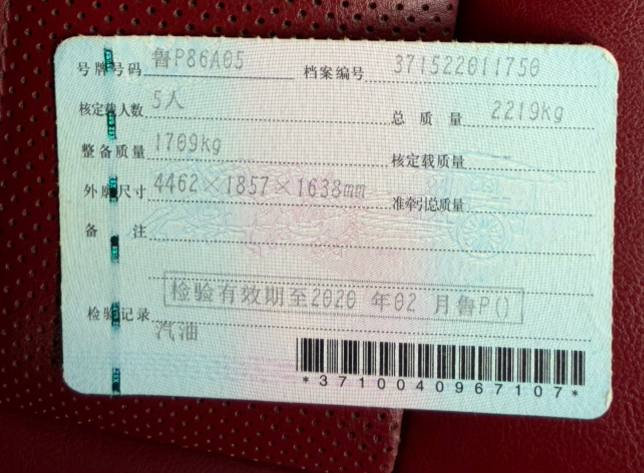 号牌号码 鲁P86A05 档案编号 371522011750
核定载人数 5人 总质量 2219kg
整备质量 1709kg 核定载质量
外廓尺寸 4462×1857×1638mm 准牵引总质量
备注
检验有效期至2020 年02 月鲁P()
检验记录
汽油
*3710040967107*